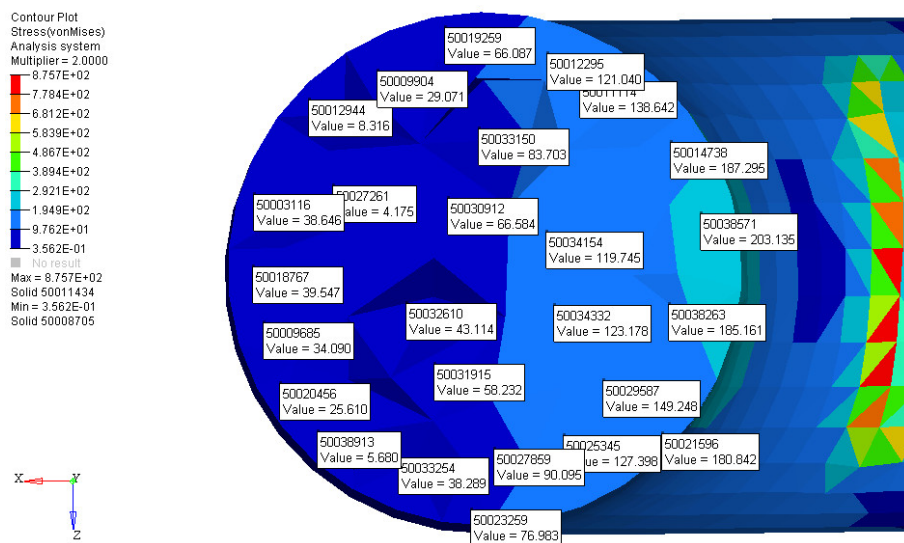 Contour Plot
Stress(vonMises)
Analysis system
Multiplier = 2.0000
8.757E+02
7.784E+02
6.812E+02
5.839E+02
4.867E+02
3.894E+02
2.921E+02
1.949E+02
9.762E+01
3.562E-01
No result
Max = 8.757E+02
Solid 50011434
Min = 3.562E-01
Solid 50008705
50019259
Value = 66.087
50012295
Value = 121.040
50011114
Value = 138.642
50009904
Value = 29.071
50012944
Value = 8.316
50033150
Value = 83.703
50014738
Value = 187.295
50027261
Value = 4.175
50003116
Value = 38.646
50030912
Value = 66.584
50038571
Value = 203.135
50034154
Value = 119.745
50018767
Value = 39.547
50032610
Value = 43.114
50034332
Value = 123.178
50038263
Value = 185.161
50009685
Value = 34.090
50031915
Value = 58.232
50029587
Value = 149.248
50020456
Value = 25.610
50038913
Value = 5.680
50033254
Value = 38.289
50027859
Value = 90.095
50025345
Value = 127.398
50021596
Value = 180.842
50023259
Value = 76.983
X
Y
Z